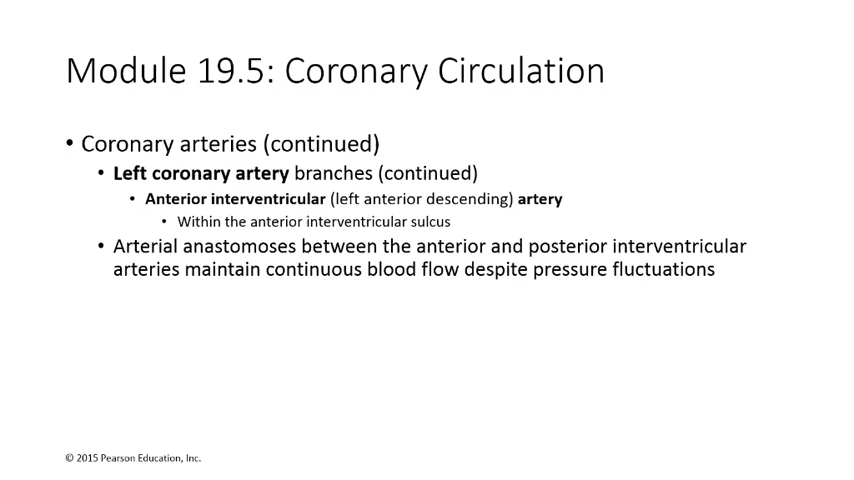 Module 19.5: Coronary Circulation
• Coronary arteries (continued)
• Left coronary artery branches (continued)
• Anterior interventricular (left anterior descending) artery
• Within the anterior interventricular sulcus
• Arterial anastomoses between the anterior and posterior interventricular
arteries maintain continuous blood flow despite pressure fluctuations
© 2015 Pearson Education, Inc.